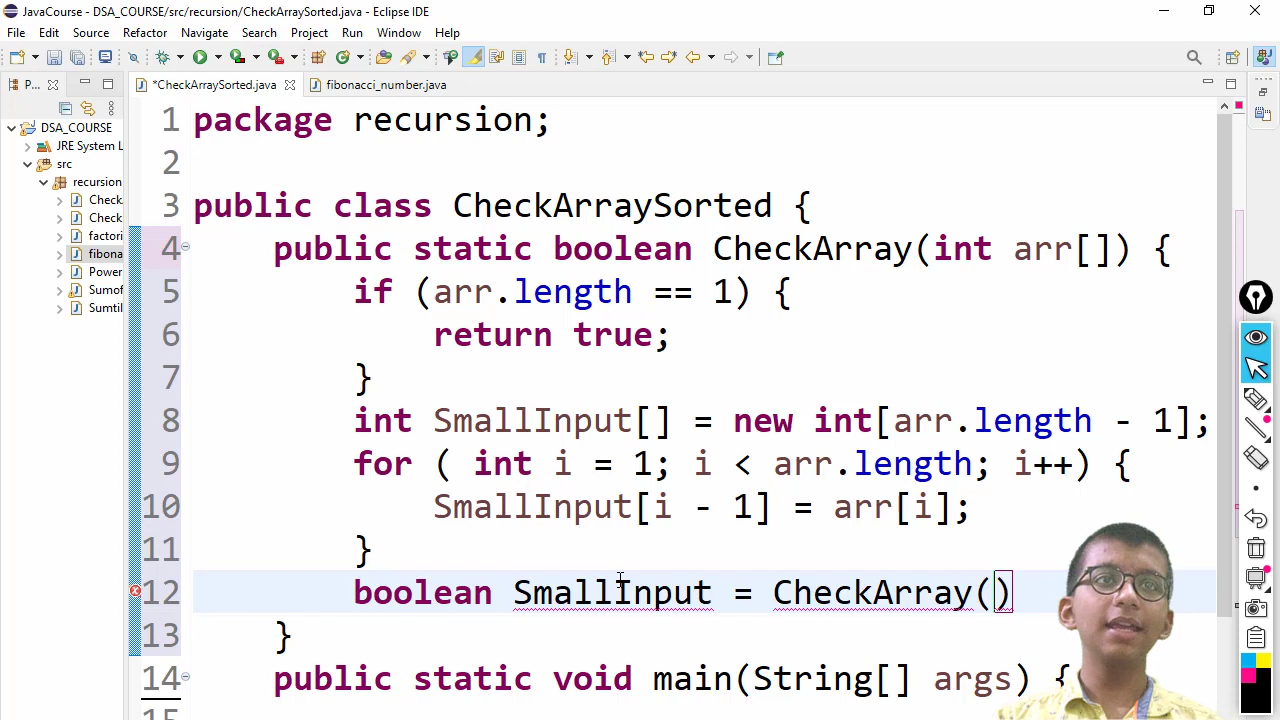 JavaCourse - DSA_COURSE/src/recursion/CheckArraySorted.java - Eclipse IDE
File Edit Source Refactor Navigate Search Project Run Window Help
P...
*CheckArraySorted.java
fibonacci_number.java
DSA_COURSE
JRE System L
src
recursion
Check
Check
factori
fibona
Power
Sumof
Sumtil
1 package recursion;
2
3 public class CheckArraySorted {
4 public static boolean CheckArray(int arr[]) {
5 if (arr.length == 1) {
6 return true;
7 }
8 int SmallInput[] = new int[arr.length - 1];
9 for ( int i = 1; i < arr.length; i++) {
10 SmallInput[i - 1] = arr[i];
11 }
12 boolean SmallInput = CheckArray()
13 }
14 public static void main(String[] args) {
15